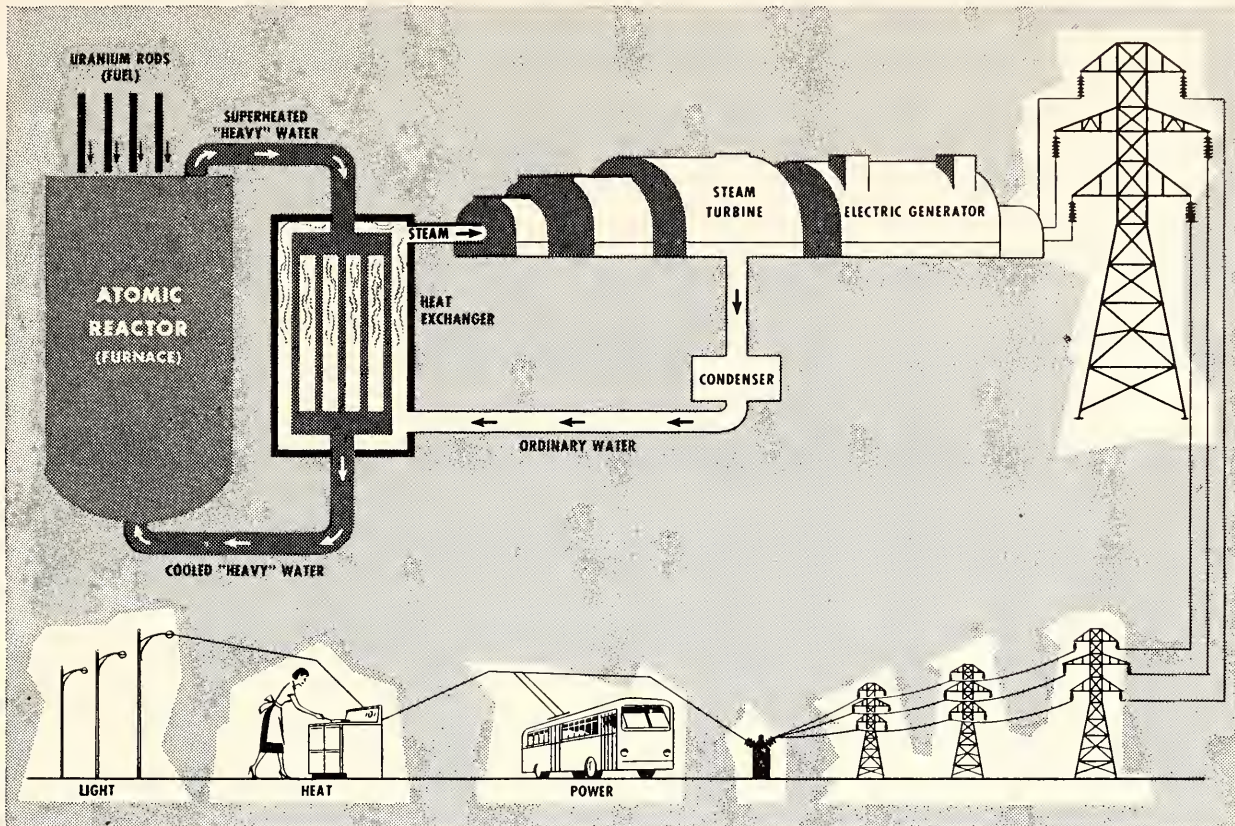 URANIUM RODS
(FUEL)
SUPERHEATED
"HEAVY" WATER
STEAM
TURBINE
ELECTRIC GENERATOR
STEAM
ATOMIC
REACTOR
(FURNACE)
HEAT
EXCHANGER
CONDENSER
ORDINARY WATER
COOLED "HEAVY" WATER
LIGHT
HEAT
POWER